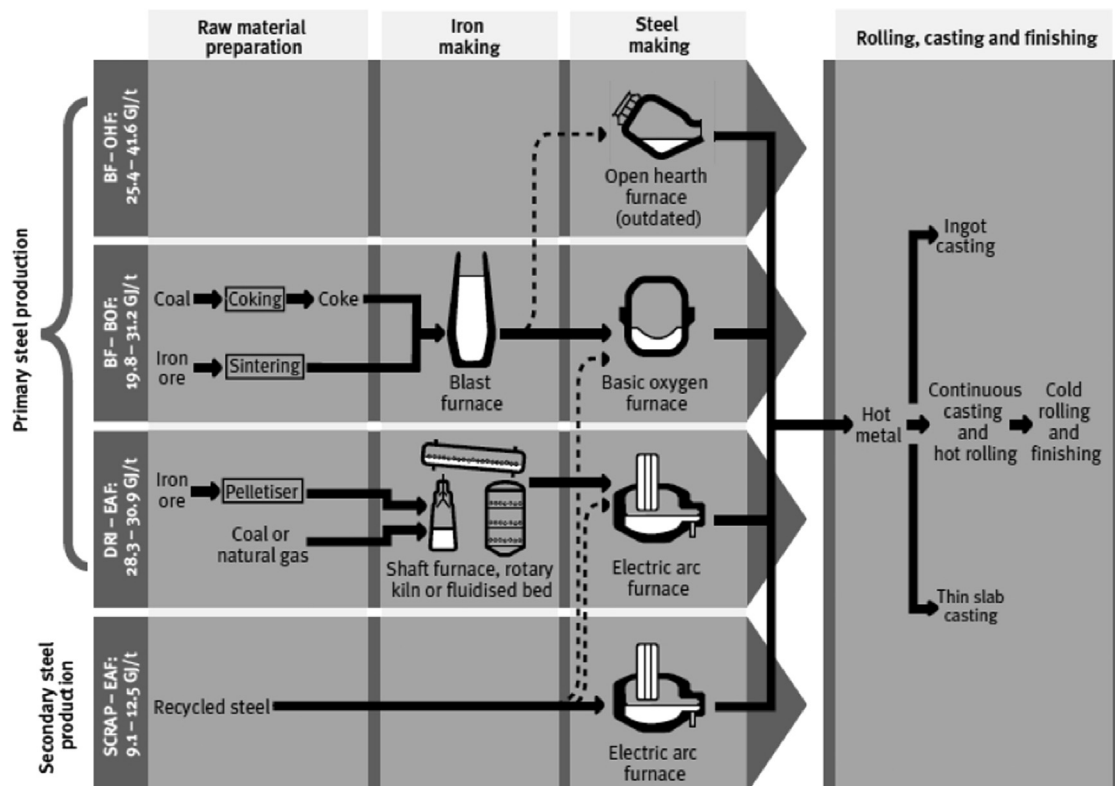 Raw material
preparation
Iron
making
Steel
making
Rolling, casting and finishing
Primary steel production
BF – OHF:
25.4 – 41.6 GJ/t
Open hearth
furnace
(outdated)
BF – BOF:
19.8 – 31.2 GJ/t
Coal
Coking
Coke
Iron
ore
Sintering
Blast
furnace
Basic oxygen
furnace
DRI – EAF:
28.3 – 30.9 GJ/t
Iron
ore
Pelletiser
Coal or
natural gas
Shaft furnace, rotary
kiln or fluidised bed
Electric arc
furnace
Secondary steel
production
SCRAP – EAF:
9.1 – 12.5 GJ/t
Recycled steel
Electric arc
furnace
Hot
metal
Ingot
casting
Continuous
casting
and
hot rolling
Cold
rolling
and
finishing
Thin slab
casting